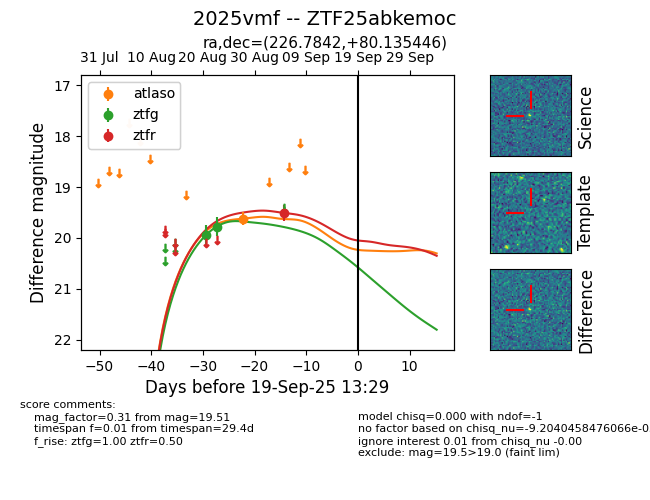 2025vmf -- ZTF25abkemoc
ra,dec=(226.7842,+80.135446)
31 Jul 10 Aug 20 Aug 30 Aug 09 Sep 19 Sep 29 Sep
17
18
19
20
21
22
Difference magnitude
atlaso
ztfg
ztfr
−50 −40 −30 −20 −10 0 10
Days before 19-Sep-25 13:29
Science
Template
Difference
score comments:
mag_factor=0.31 from mag=19.51
timespan f=0.01 from timespan=29.4d
f_rise: ztfg=1.00 ztfr=0.50
model chisq=0.000 with ndof=-1
no factor based on chisq_nu=-9.2040458476066e-0
ignore interest 0.01 from chisq_nu -0.00
exclude: mag=19.5>19.0 (faint lim)